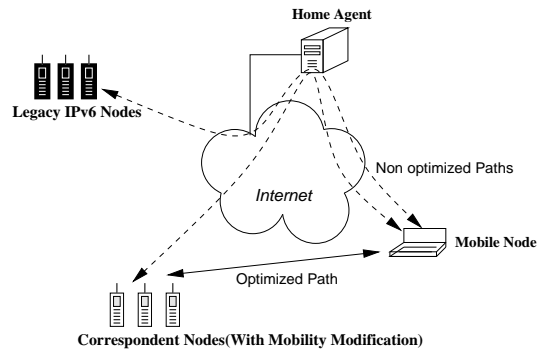 Home Agent
Legacy IPv6 Nodes
Internet
Non optimized Paths
Mobile Node
Optimized Path
Correspondent Nodes(With Mobility Modification)